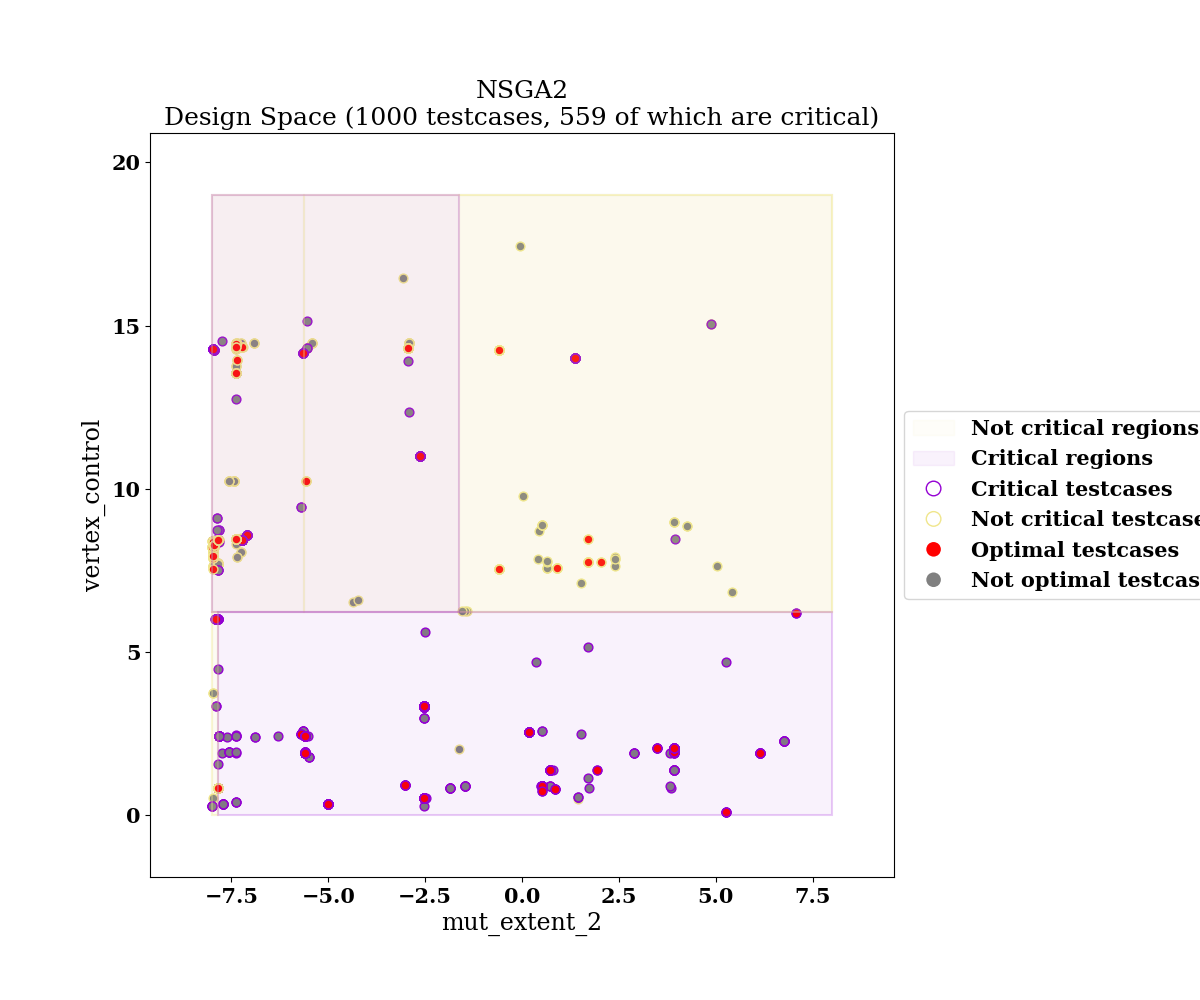 NSGA2
Design Space (1000 testcases, 559 of which are critical)
20
15
10
5
0
vertex_control
−7.5 −5.0 −2.5 0.0 2.5 5.0 7.5
mut_extent_2
Not critical regions
Critical regions
Critical testcases
Not critical testcase
Optimal testcases
Not optimal testcas